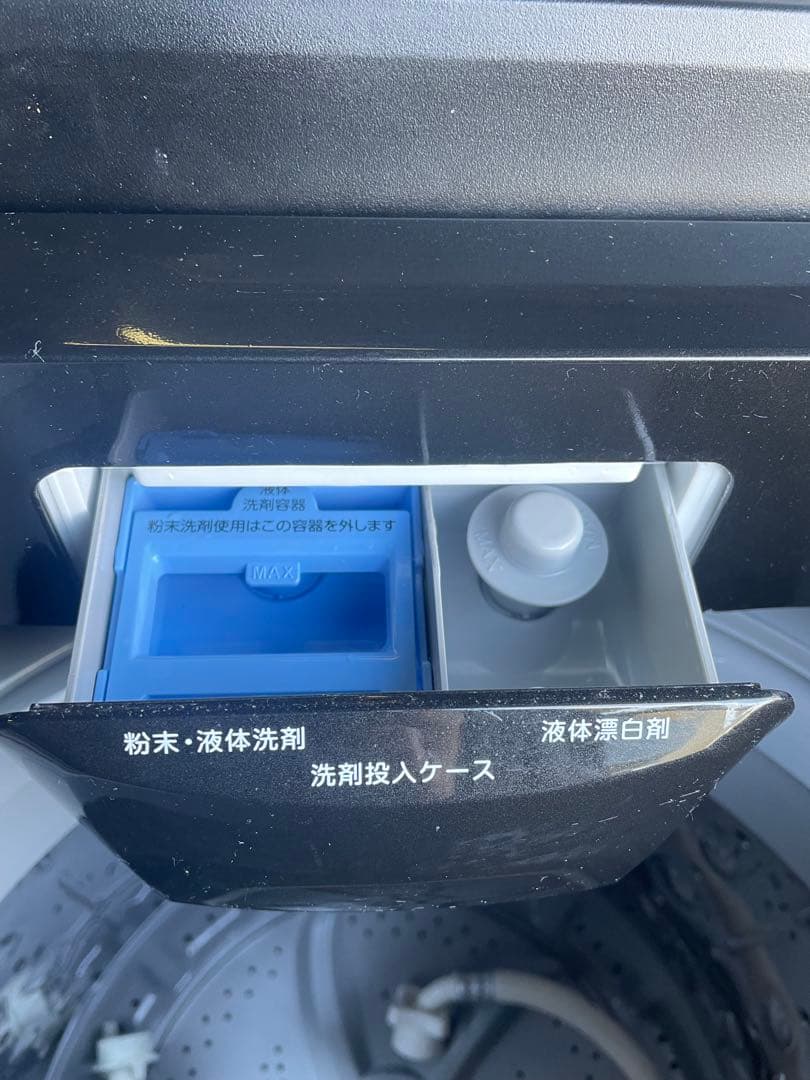 液体
洗剤容器
粉末洗剤使用はこの容器を外します
MAX
MAX
粉末・液体洗剤
液体漂白剤
洗剤投入ケース